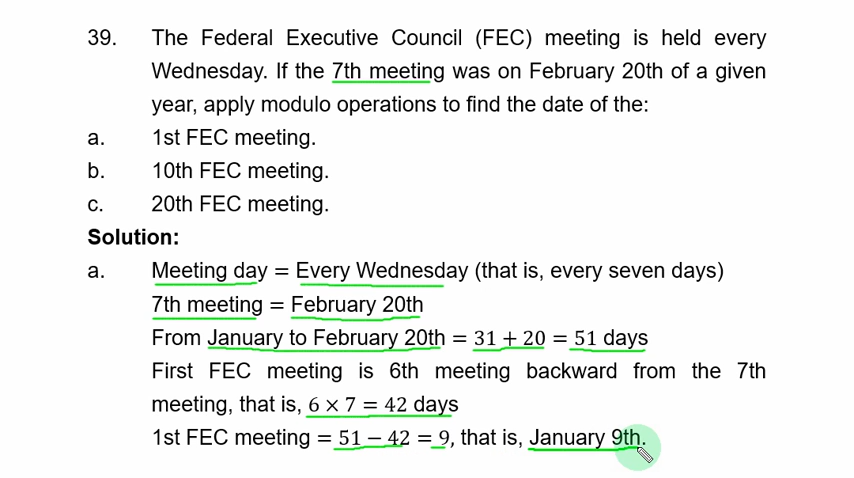 39. The Federal Executive Council (FEC) meeting is held every
Wednesday. If the 7th meeting was on February 20th of a given
year, apply modulo operations to find the date of the:
a. 1st FEC meeting.
b. 10th FEC meeting.
c. 20th FEC meeting.
Solution:
a. Meeting day = Every Wednesday (that is, every seven days)
7th meeting = February 20th
From January to February 20th = 31 + 20 = 51 days
First FEC meeting is 6th meeting backward from the 7th
meeting, that is, 6 × 7 = 42 days
1st FEC meeting = 51 − 42 = 9, that is, January 9th.